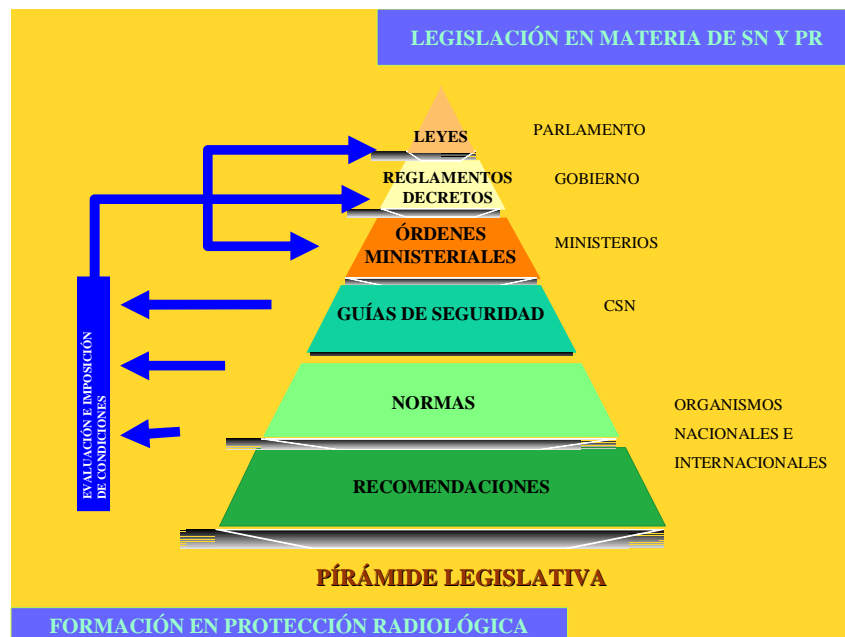 LEGISLACIÓN EN MATERIA DE SN Y PR
LEYES
PARLAMENTO
REGLAMENTOS
DECRETOS
GOBIERNO
ÓRDENES
MINISTERIALES
MINISTERIOS
GUÍAS DE SEGURIDAD
CSN
EVALUACIÓN E IMPOSICIÓN
DE CONDICIONES
NORMAS
ORGANISMOS
NACIONALES E
INTERNACIONALES
RECOMENDACIONES
PÍRÁMIDE LEGISLATIVA
FORMACIÓN EN PROTECCIÓN RADIOLÓGICA